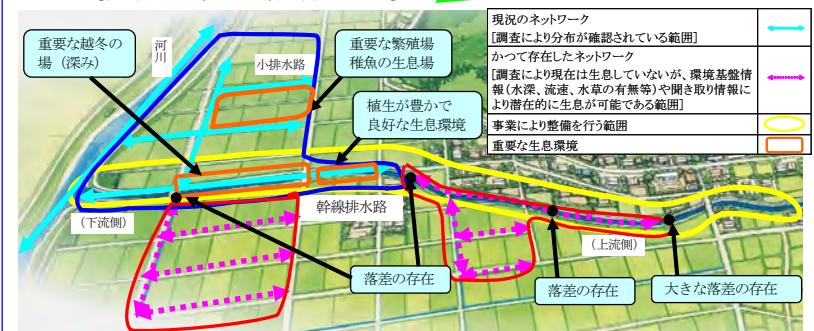 現況のネットワーク
[調査により分布が確認されている範囲]
かつて存在したネットワーク
[調査により現在は生息していないが、環境基盤情
報(水深、流速、水草の有無等)や聞き取り情報によ
り潜在的に生息が可能である範囲]
事業により整備を行う範囲
重要な生息環境
重要な越冬の
場（深み）
河川
小排水路
重要な繁殖場
稚魚の生息場
植生が豊かで
良好な生息環境
（下流側）
幹線排水路
（上流側）
落差の存在
落差の存在
大きな落差の存在